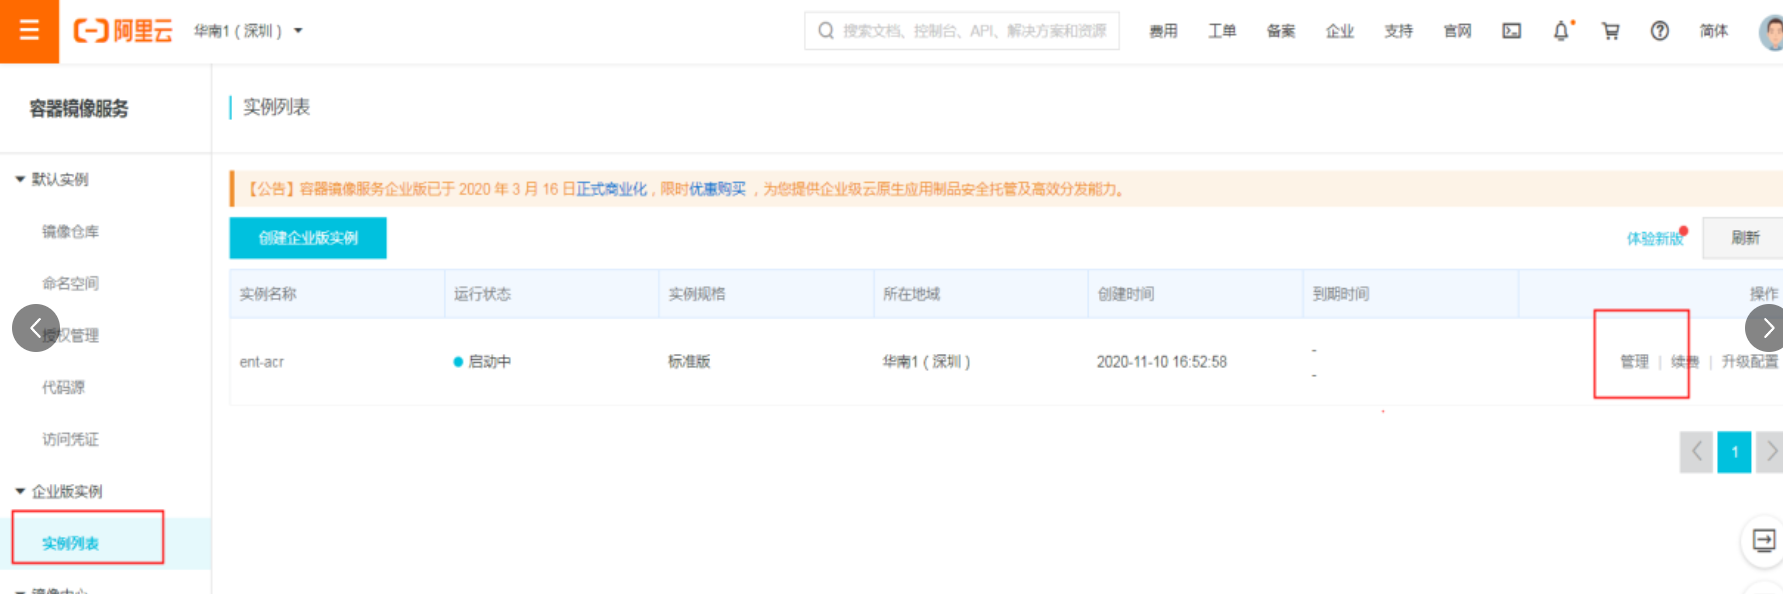 阿里云 华南1（深圳） 搜索文档、控制台、API、解决方案和资源 费用 工单 备案 企业 支持 官网 简体
容器镜像服务
实例列表
默认实例
镜像仓库
命名空间
授权管理
代码源
访问凭证
企业版实例
实例列表
镜像中心
【公告】容器镜像服务企业版已于 2020 年 3 月 16 日正式商业化，限时优惠购买 ，为您提供企业级云原生应用制品安全托管及高效分发能力。
创建企业版实例 体验新版 刷新
实例名称 运行状态 实例规格 所在地域 创建时间 到期时间 操作
ent-acr 启动中 标准版 华南1（深圳） 2020-11-10 16:52:58 - - 管理 | 续费 | 升级配置
1